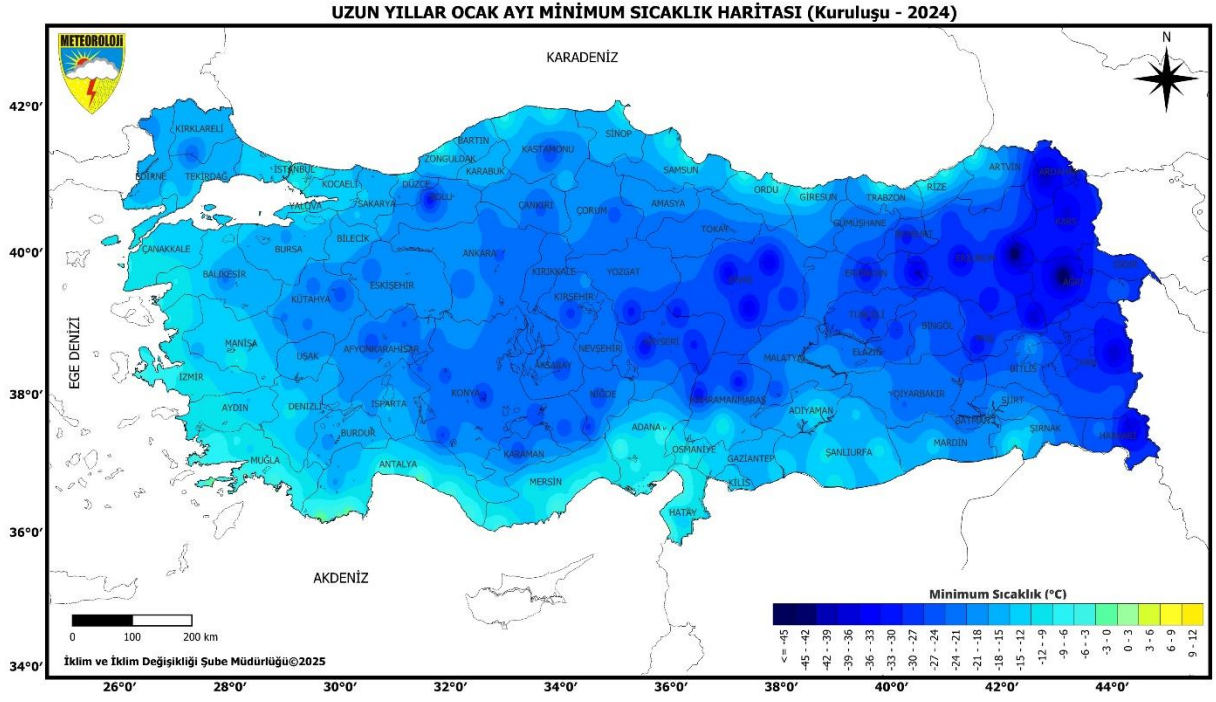 UZUN YILLAR OCAK AYI MİNİMUM SICAKLIK HARİTASI (Kuruluşu - 2024)
METEOROLOJİ
KARADENİZ
N
42°0'
KIRKLARELİ
SİNOP
BARTIN
KASTAMONU
ZONGULDAK
EDİRNE
TEKİRDAĞ
İSTANBUL
KARABÜK
SAMSUN
ARTVİN
ARDAHAN
KOCAELİ
DÜZCE
YALOVA
SAKARYA
BOLU
ÇANKIRI
ÇORUM
AMASYA
ORDU
GİRESUN
TRABZON
RİZE
KARS
TOKAT
GÜMÜŞHANE
BAYBURT
40°0'
ÇANAKKALE
BURSA
BİLECİK
ANKARA
ERZURUM
IĞDIR
BALIKESİR
KÜTAHYA
ESKİŞEHİR
KIRIKKALE
YOZGAT
SİVAS
ERZİNCAN
AĞRI
KIRŞEHİR
TUNCELİ
BİNGÖL
MANİSA
UŞAK
AFYONKARAHİSAR
NEVŞEHİR
KAYSERİ
MALATYA
ELAZIĞ
MUŞ
BİTLİS
VAN
EGE DENİZİ
İZMİR
AKSARAY
38°0'
AYDIN
DENİZLİ
ISPARTA
KONYA
NİĞDE
KAHRAMANMARAŞ
ADIYAMAN
DİYARBAKIR
SİİRT
BATMAN
BURDUR
ADANA
OSMANİYE
GAZİANTEP
ŞANLIURFA
MARDİN
ŞIRNAK
HAKKARİ
MUĞLA
ANTALYA
KARAMAN
MERSİN
KİLİS
HATAY
36°0'
AKDENİZ
Minimum Sıcaklık (°C)
<= -45
-45 - -42
-42 - -39
-39 - -36
-36 - -33
-33 - -30
-30 - -27
-27 - -24
-24 - -21
-21 - -18
-18 - -15
-15 - -12
-12 - -9
-9 - -6
-6 - -3
-3 - 0
0 - 3
3 - 6
6 - 9
9 - 12
0 100 200 km
İklim ve İklim Değişikliği Şube Müdürlüğü©2025
34°0'
26°0' 28°0' 30°0' 32°0' 34°0' 36°0' 38°0' 40°0' 42°0' 44°0'